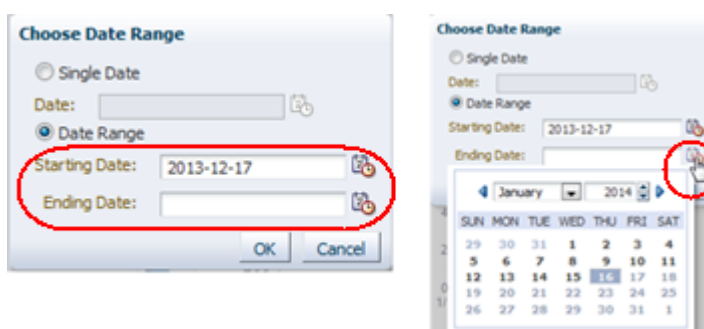 Choose Date Range
Single Date
Date:
Date Range
Starting Date: 2013-12-17
Ending Date:
OK Cancel
Choose Date Range
Single Date
Date:
Date Range
Starting Date: 2013-12-17
Ending Date:
January 2014
SUN MON TUE WED THU FRI SAT
29 30 31 1 2 3 4
5 6 7 8 9 10 11
12 13 14 15 16 17 18
19 20 21 22 23 24 25
26 27 28 29 30 31 1